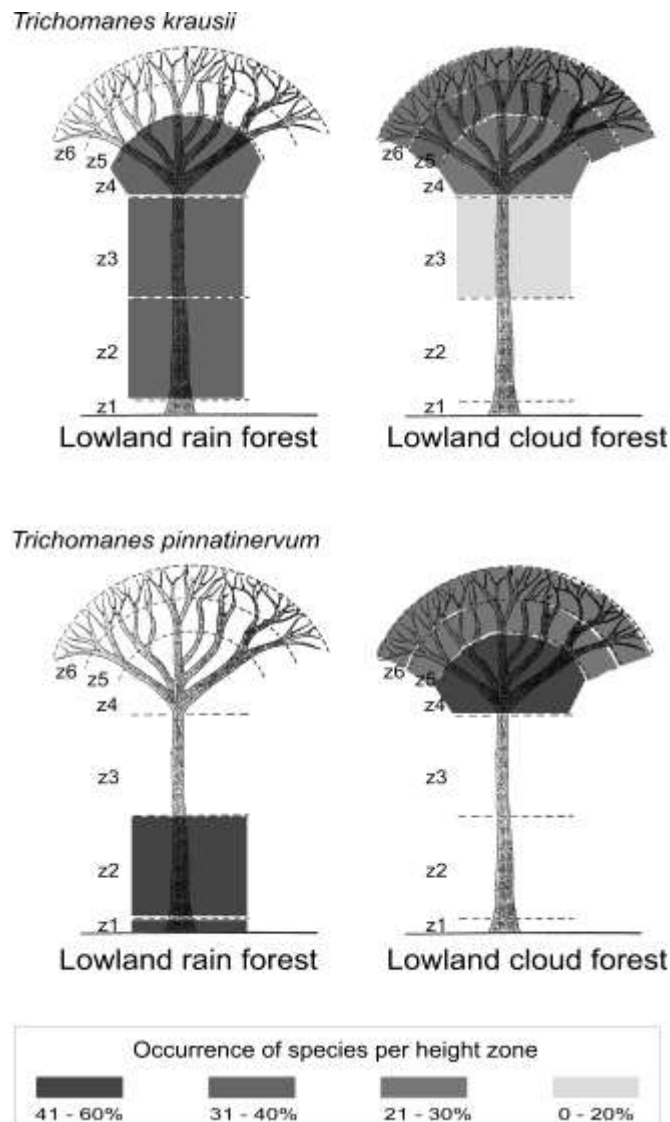 Trichomanes krausii
z6 z6
z5 z5
z4 z4
z3 z3
z2 z2
z1 z1
Lowland rain forest Lowland cloud forest
Trichomanes pinnatinervum
z6 z6
z5 z5
z4 z4
z3 z3
z2 z2
z1 z1
Lowland rain forest Lowland cloud forest
Occurrence of species per height zone
41 - 60% 31 - 40% 21 - 30% 0 - 20%